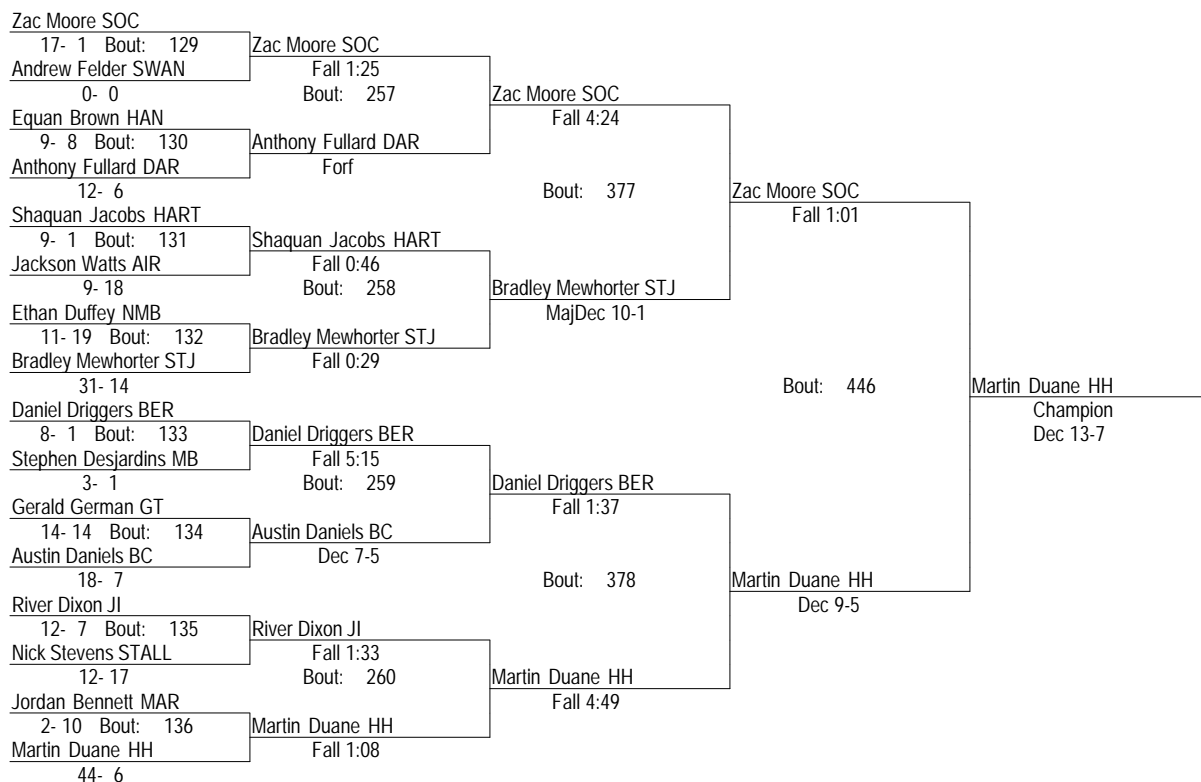 Zac Moore SOC
17- 1 Bout: 129 Zac Moore SOC
Andrew Felder SWAN Fall 1:25
0- 0 Bout: 257 Zac Moore SOC
Equan Brown HAN Fall 4:24
9- 8 Bout: 130 Anthony Fullard DAR
Anthony Fullard DAR Forf
12- 6 Bout: 377 Zac Moore SOC
Shaquan Jacobs HART Fall 1:01
9- 1 Bout: 131 Shaquan Jacobs HART
Jackson Watts AIR Fall 0:46
9- 18 Bout: 258 Bradley Mewhorter STJ
Ethan Duffey NMB MajDec 10-1
11- 19 Bout: 132 Bradley Mewhorter STJ
Bradley Mewhorter STJ Fall 0:29
31- 14 Bout: 446 Martin Duane HH
Daniel Driggers BER Champion
8- 1 Bout: 133 Daniel Driggers BER Dec 13-7
Stephen Desjardins MB Fall 5:15
3- 1 Bout: 259 Daniel Driggers BER
Gerald German GT Fall 1:37
14- 14 Bout: 134 Austin Daniels BC
Austin Daniels BC Dec 7-5
18- 7 Bout: 378 Martin Duane HH
River Dixon JI Dec 9-5
12- 7 Bout: 135 River Dixon JI
Nick Stevens STALL Fall 1:33
12- 17 Bout: 260 Martin Duane HH
Jordan Bennett MAR Fall 4:49
2- 10 Bout: 136 Martin Duane HH
Martin Duane HH Fall 1:08
44- 6